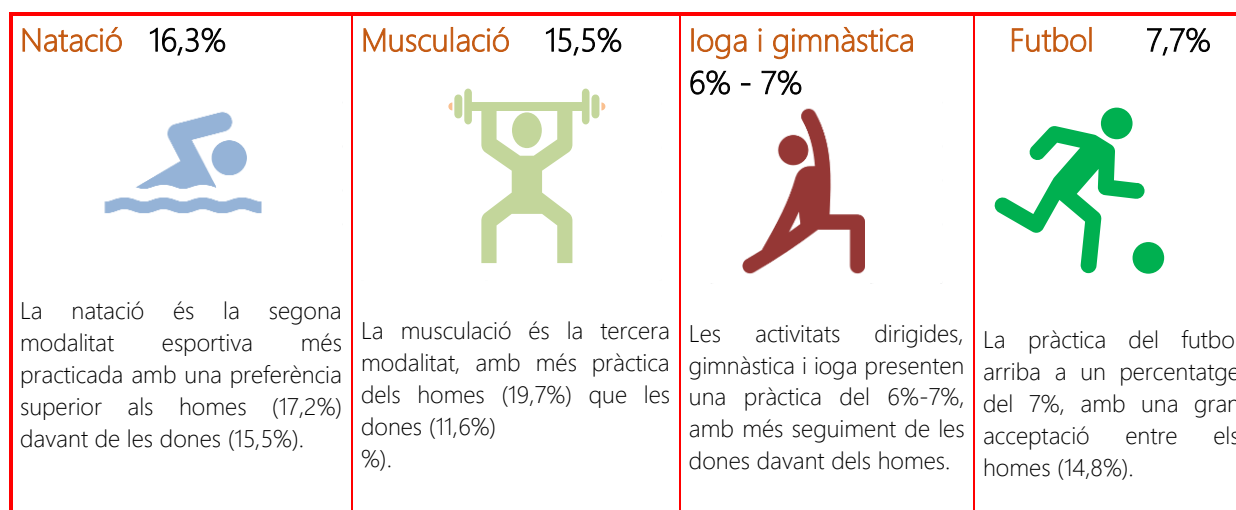 Natació 16,3%
La natació és la segona
modalitat esportiva més
practicada amb una preferència
superior als homes (17,2%)
davant de les dones (15,5%).
Musculació 15,5%
La musculació és la tercera
modalitat, amb més pràctica
dels homes (19,7%) que les
dones (11,6%)
%).
Ioga i gimnàstica
6% - 7%
Les activitats dirigides,
gimnàstica i ioga presenten
una pràctica del 6%-7%,
amb més seguiment de les
dones davant dels homes.
Futbol 7,7%
La pràctica del futbol
arriba a un percentatge
del 7%, amb una gran
acceptació entre els
homes (14,8%).